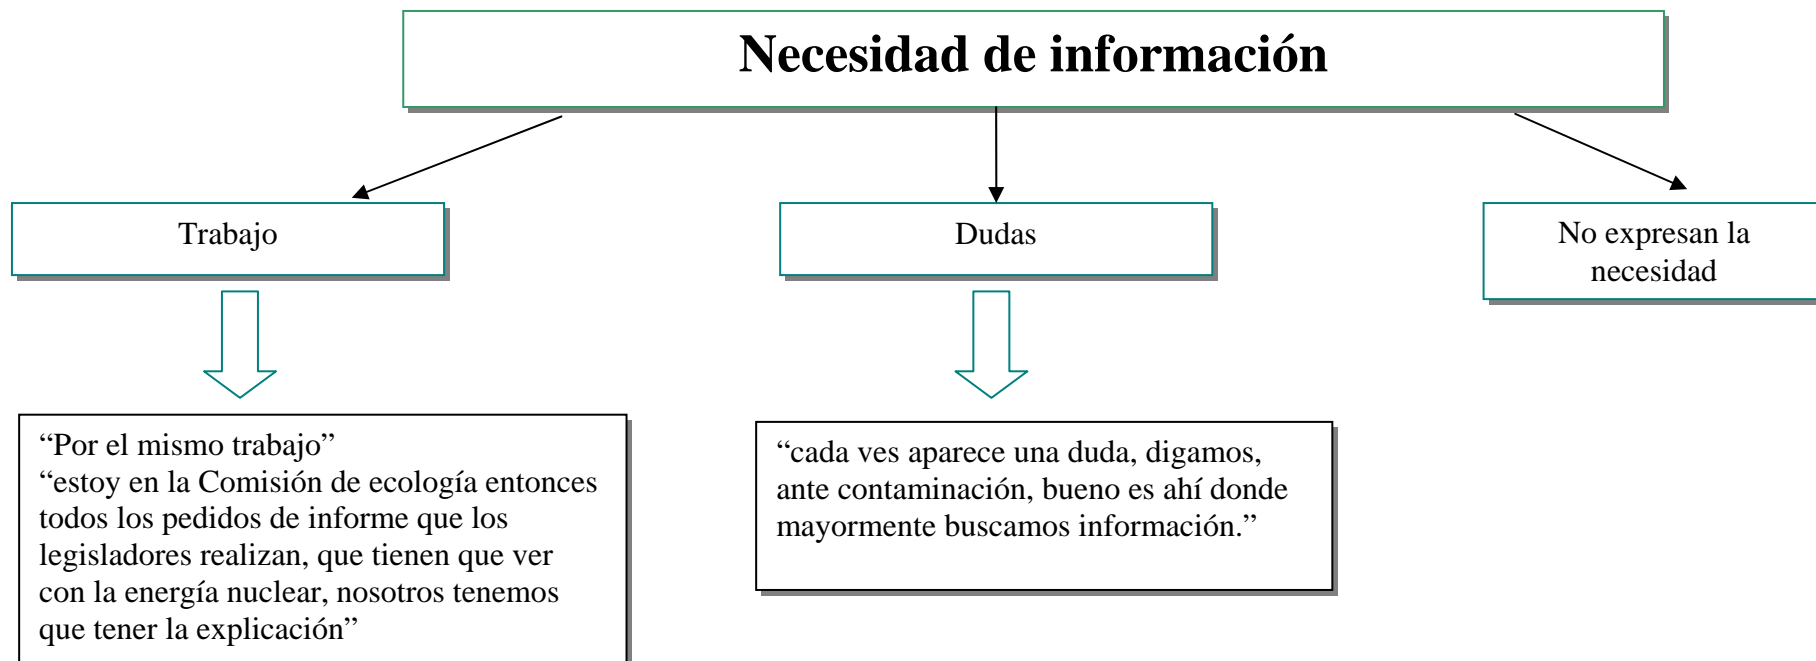 Necesidad de información
Trabajo
Dudas
No expresan la
necesidad
“Por el mismo trabajo”
“estoy en la Comisión de ecología entonces
todos los pedidos de informe que los
legisladores realizan, que tienen que ver
con la energía nuclear, nosotros tenemos
que tener la explicación”
“cada ves aparece una duda, digamos,
ante contaminación, bueno es ahí donde
mayormente buscamos información.”